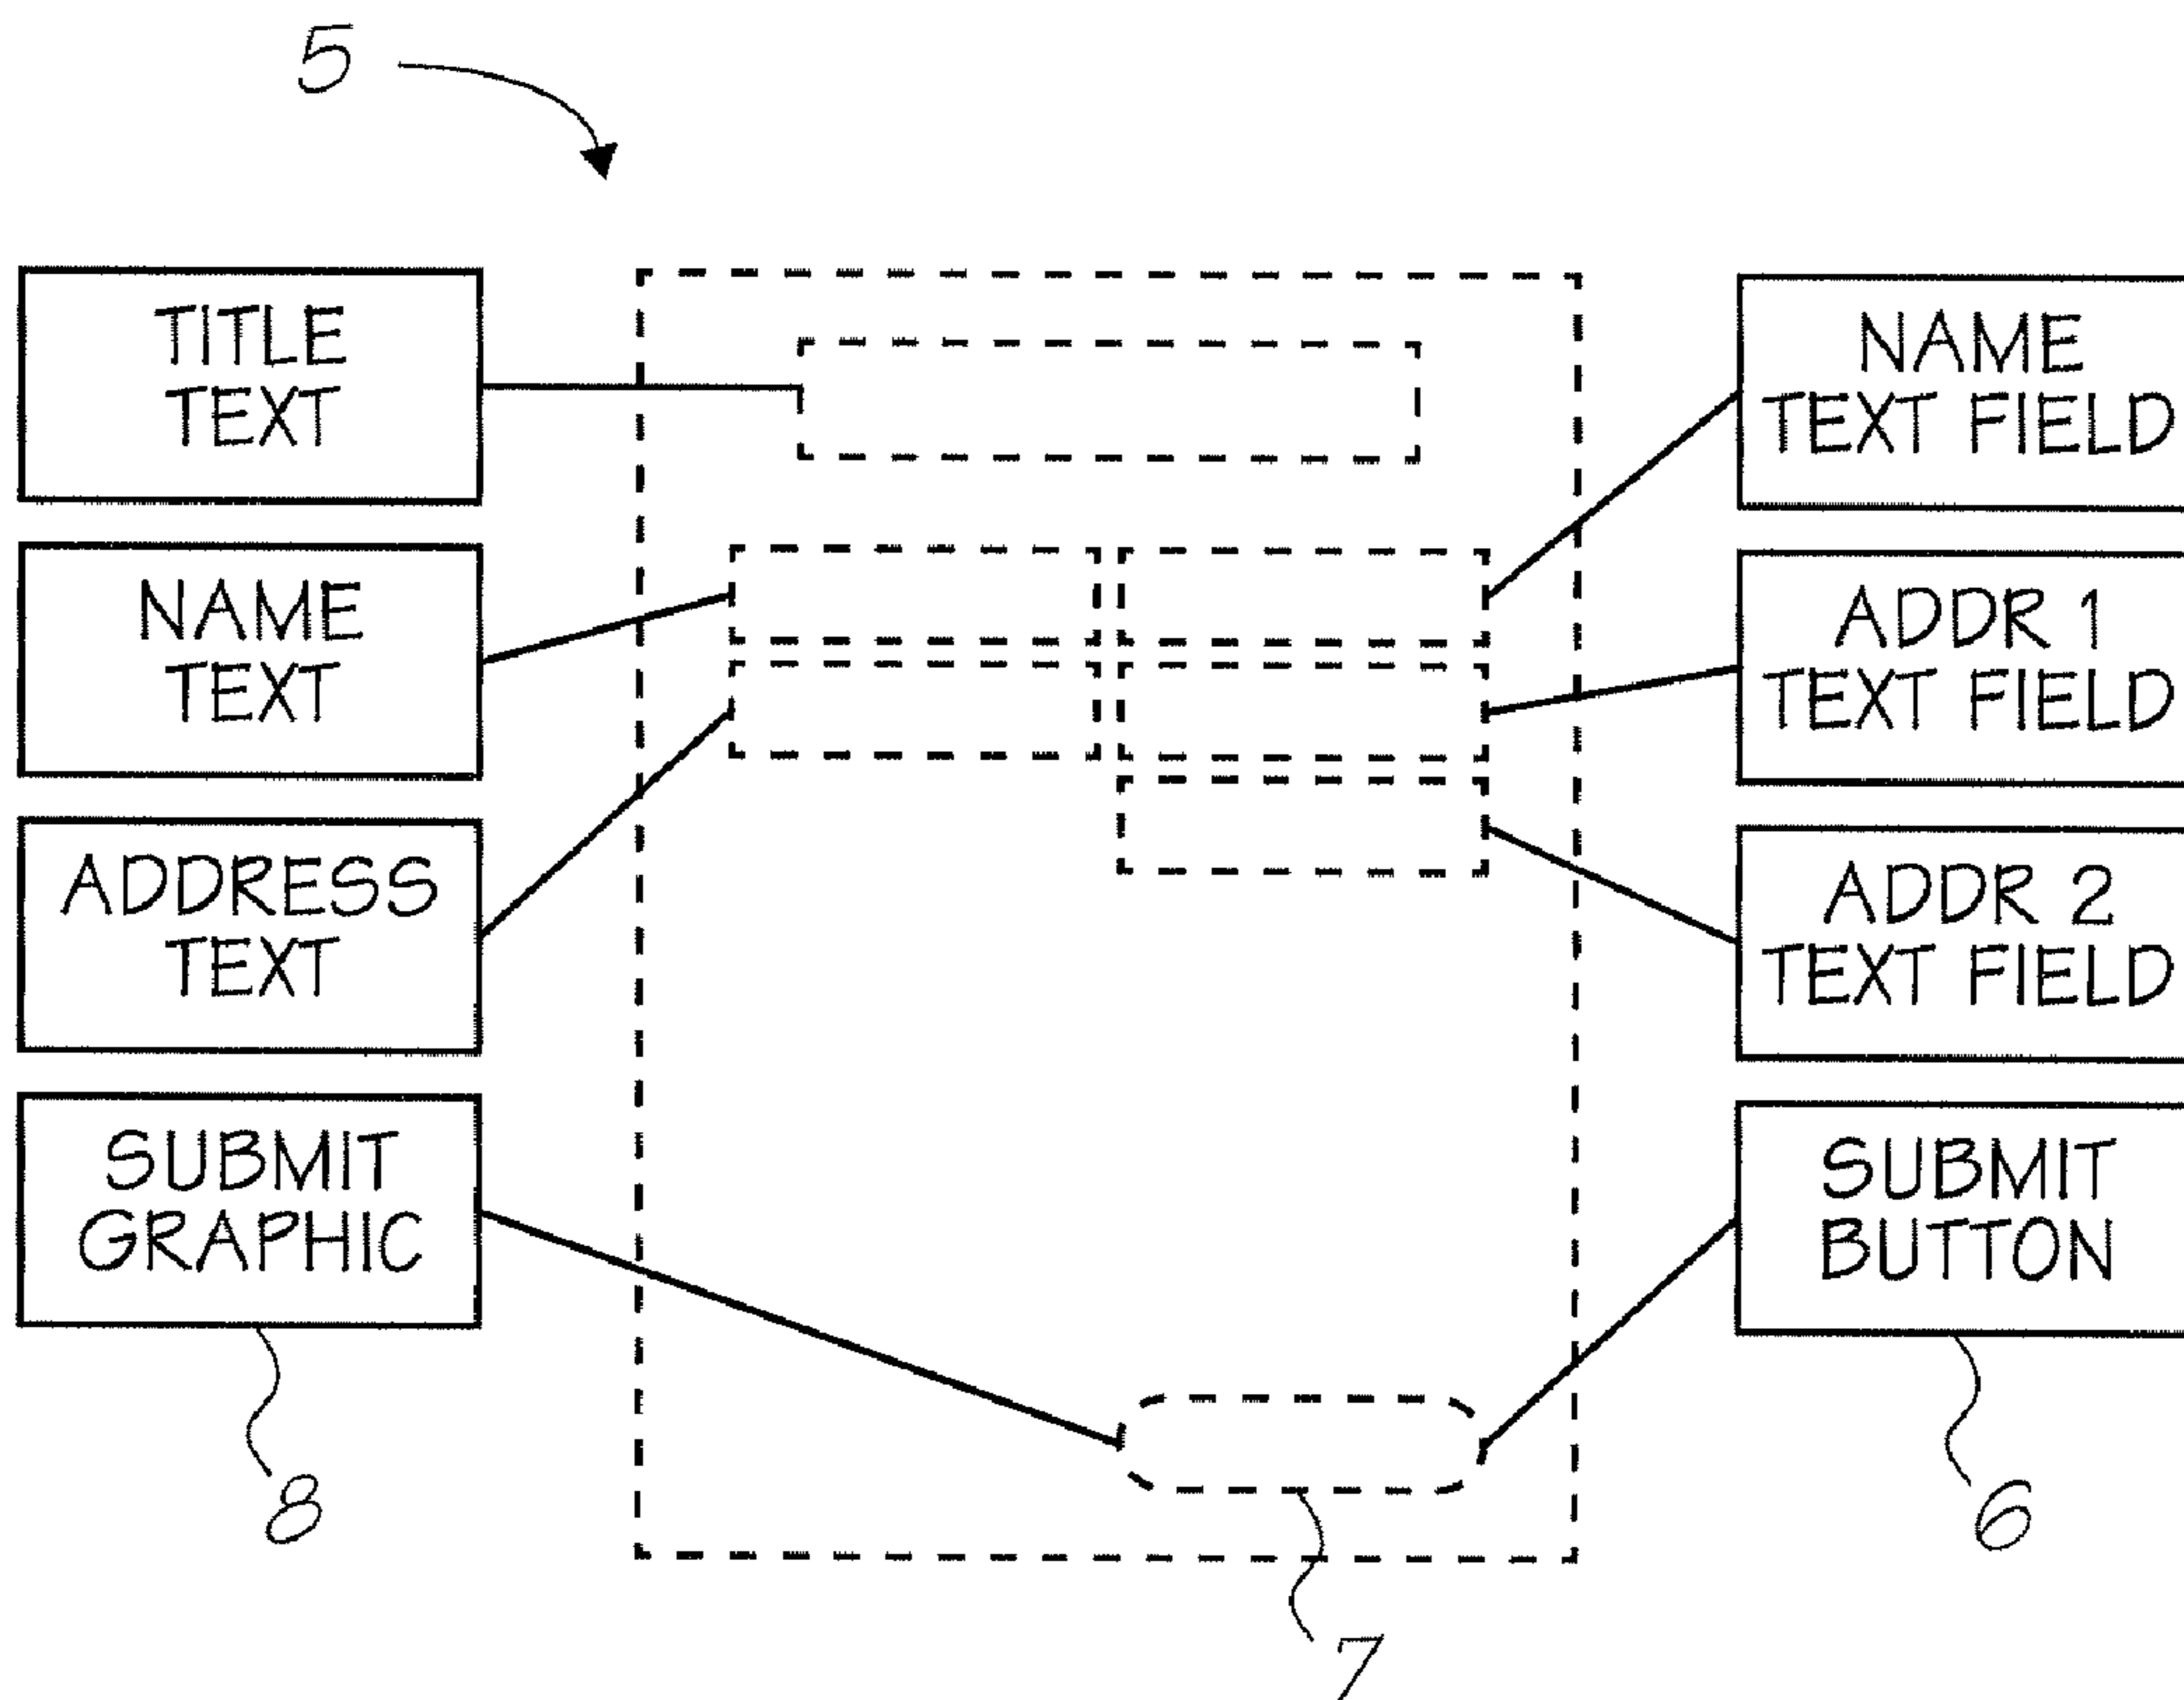 5
TITLE
TEXT
NAME
TEXT
ADDRESS
TEXT
SUBMIT
GRAPHIC
8
NAME
TEXT FIELD
ADDR 1
TEXT FIELD
ADDR 2
TEXT FIELD
SUBMIT
BUTTON
6
7